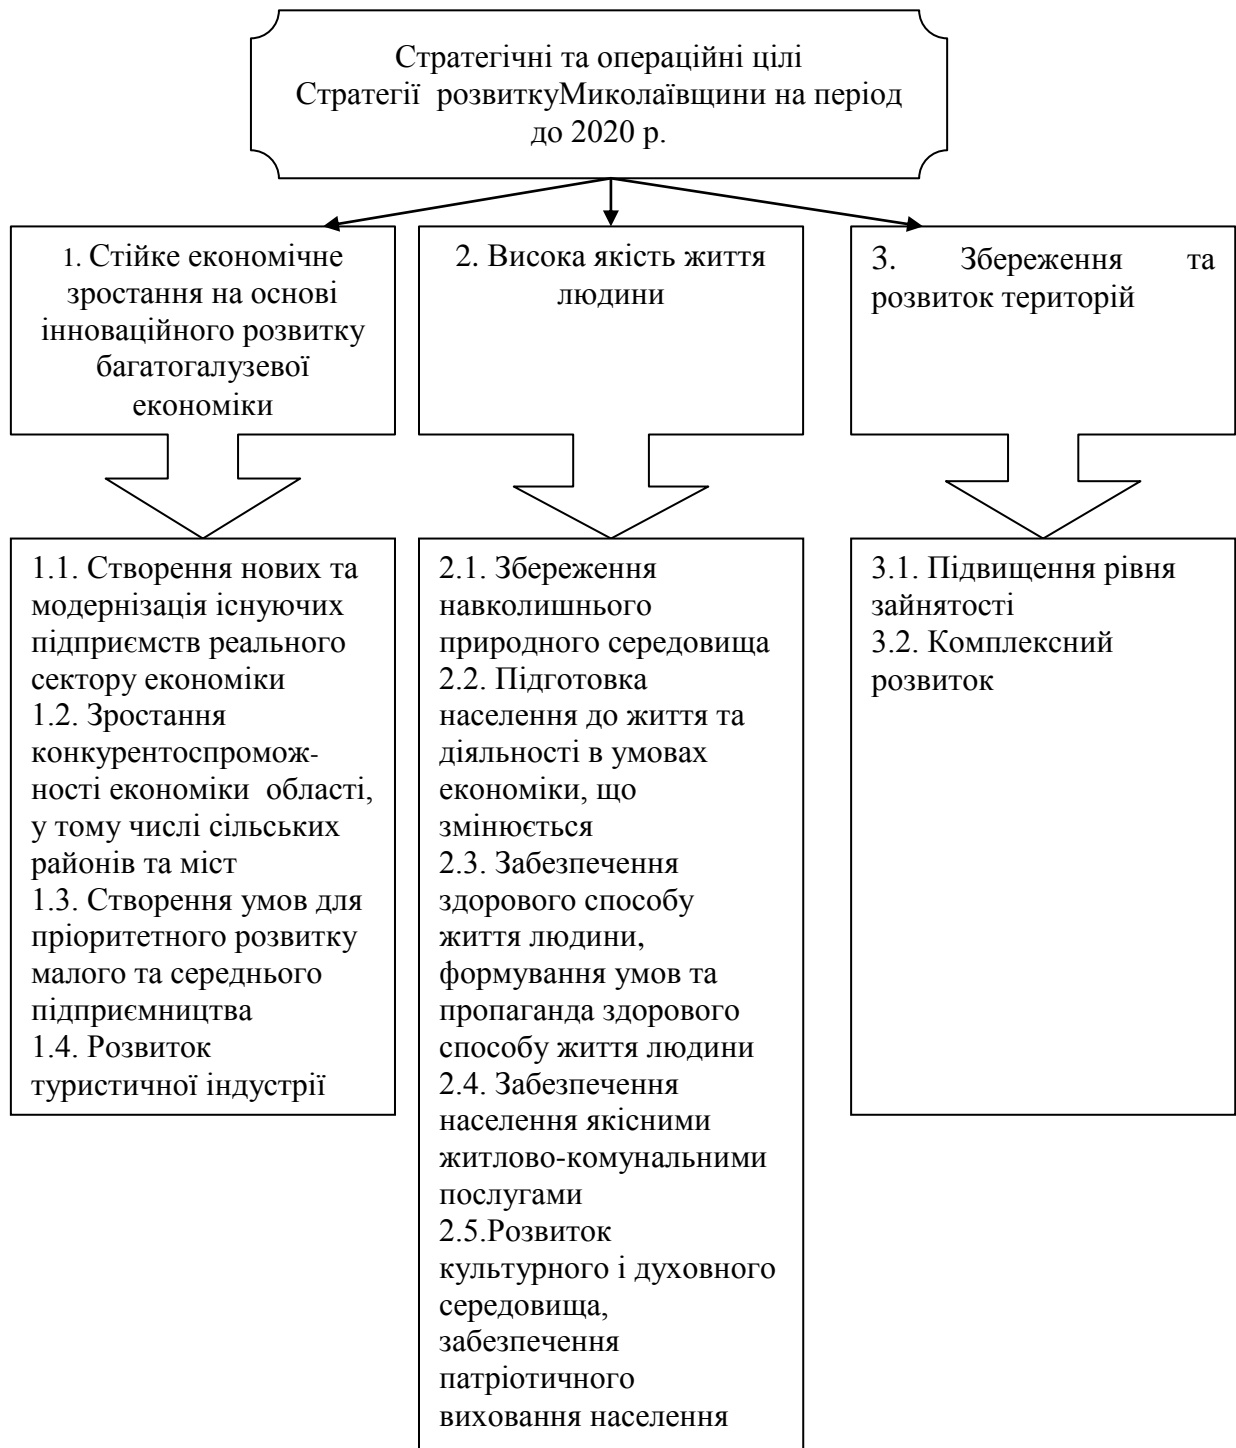 Стратегічні та операційні цілі
Стратегії розвиткуМиколаївщини на період
до 2020 р.
1. Стійке економічне
зростання на основі
інноваційного розвитку
багатогалузевої
економіки
2. Висока якість життя
людини
3. Збереження та
розвиток територій
1.1. Створення нових та
модернізація існуючих
підприємств реального
сектору економіки
1.2. Зростання
конкурентоспромож-
ності економіки області,
у тому числі сільських
районів та міст
1.3. Створення умов для
пріоритетного розвитку
малого та середнього
підприємництва
1.4. Розвиток
туристичної індустрії
2.1. Збереження
навколишнього
природного середовища
2.2. Підготовка
населення до життя та
діяльності в умовах
економіки, що
змінюється
2.3. Забезпечення
здорового способу
життя людини,
формування умов та
пропаганда здорового
способу життя людини
2.4. Забезпечення
населення якісними
житлово-комунальними
послугами
2.5.Розвиток
культурного і духовного
середовища,
забезпечення
патріотичного
виховання населення
3.1. Підвищення рівня
зайнятості
3.2. Комплексний
розвиток